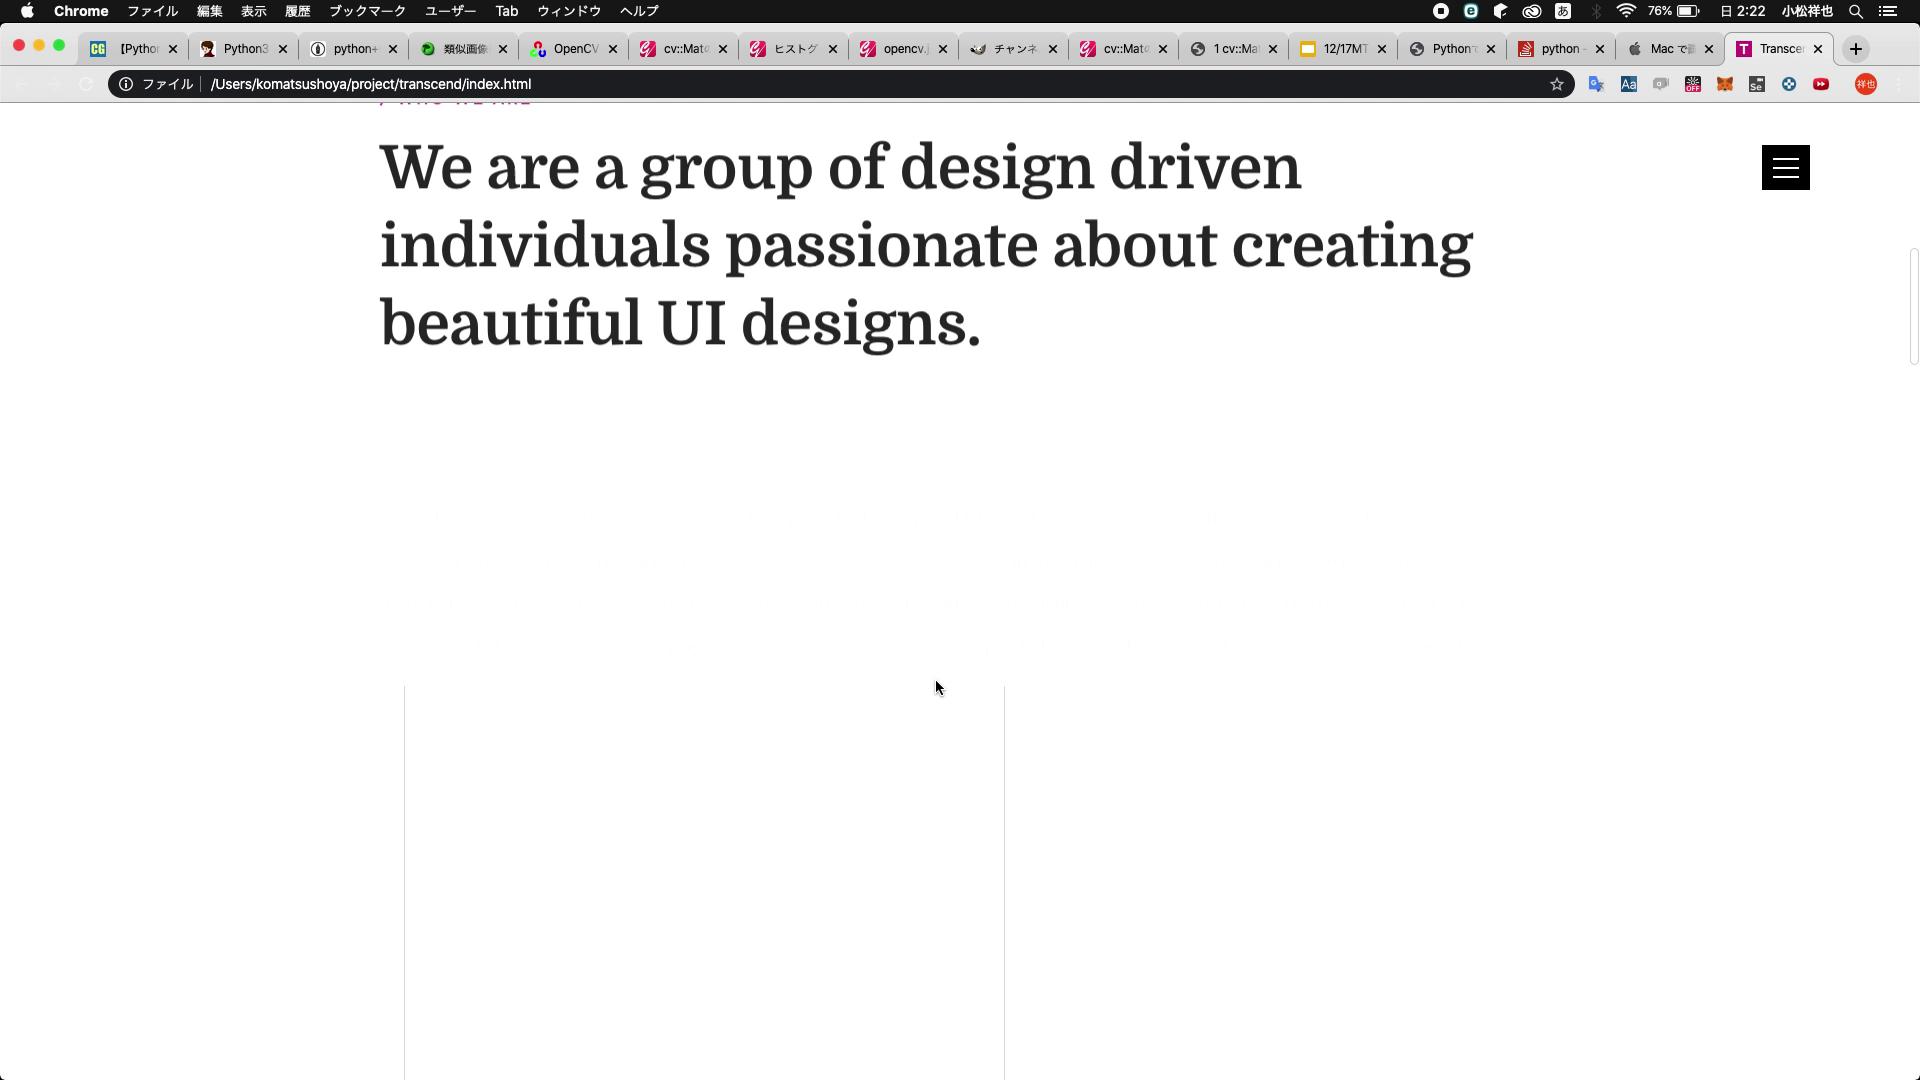 Chrome ファイル 編集 表示 履歴 ブックマーク ユーザー Tab ウィンドウ ヘルプ あ 76% 日 2:22 小松祥也
【Pytho Python3 python+ 類似画像 OpenCV cv::Mat ヒストグ opencv. チャンネ cv::Mat 1 cv::Ma 12/17MT Python python Mac で Transce
ファイル /Users/komatsushoya/project/transcend/index.html 祥也
We are a group of design driven
individuals passionate about creating
beautiful UI designs.